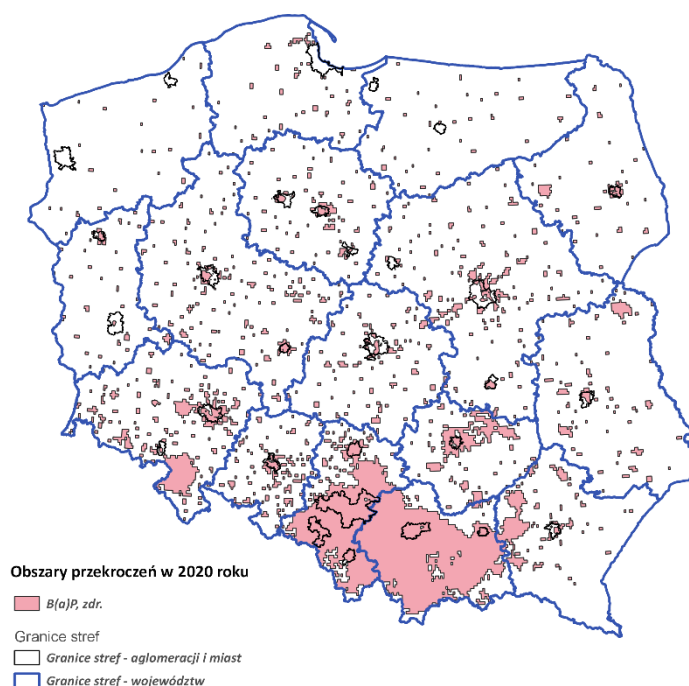 Obszary przekroczeń w 2020 roku
B(a)P, zdr.
Granice stref
Granice stref - aglomeracji i miast
Granice stref - województw